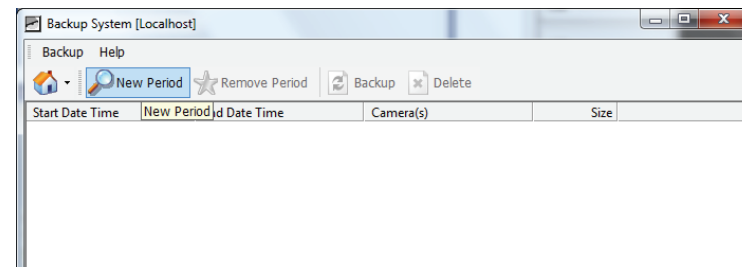 Backup System [Localhost]
Backup Help
New Period Remove Period Backup Delete
Start Date Time New Period d Date Time Camera(s) Size